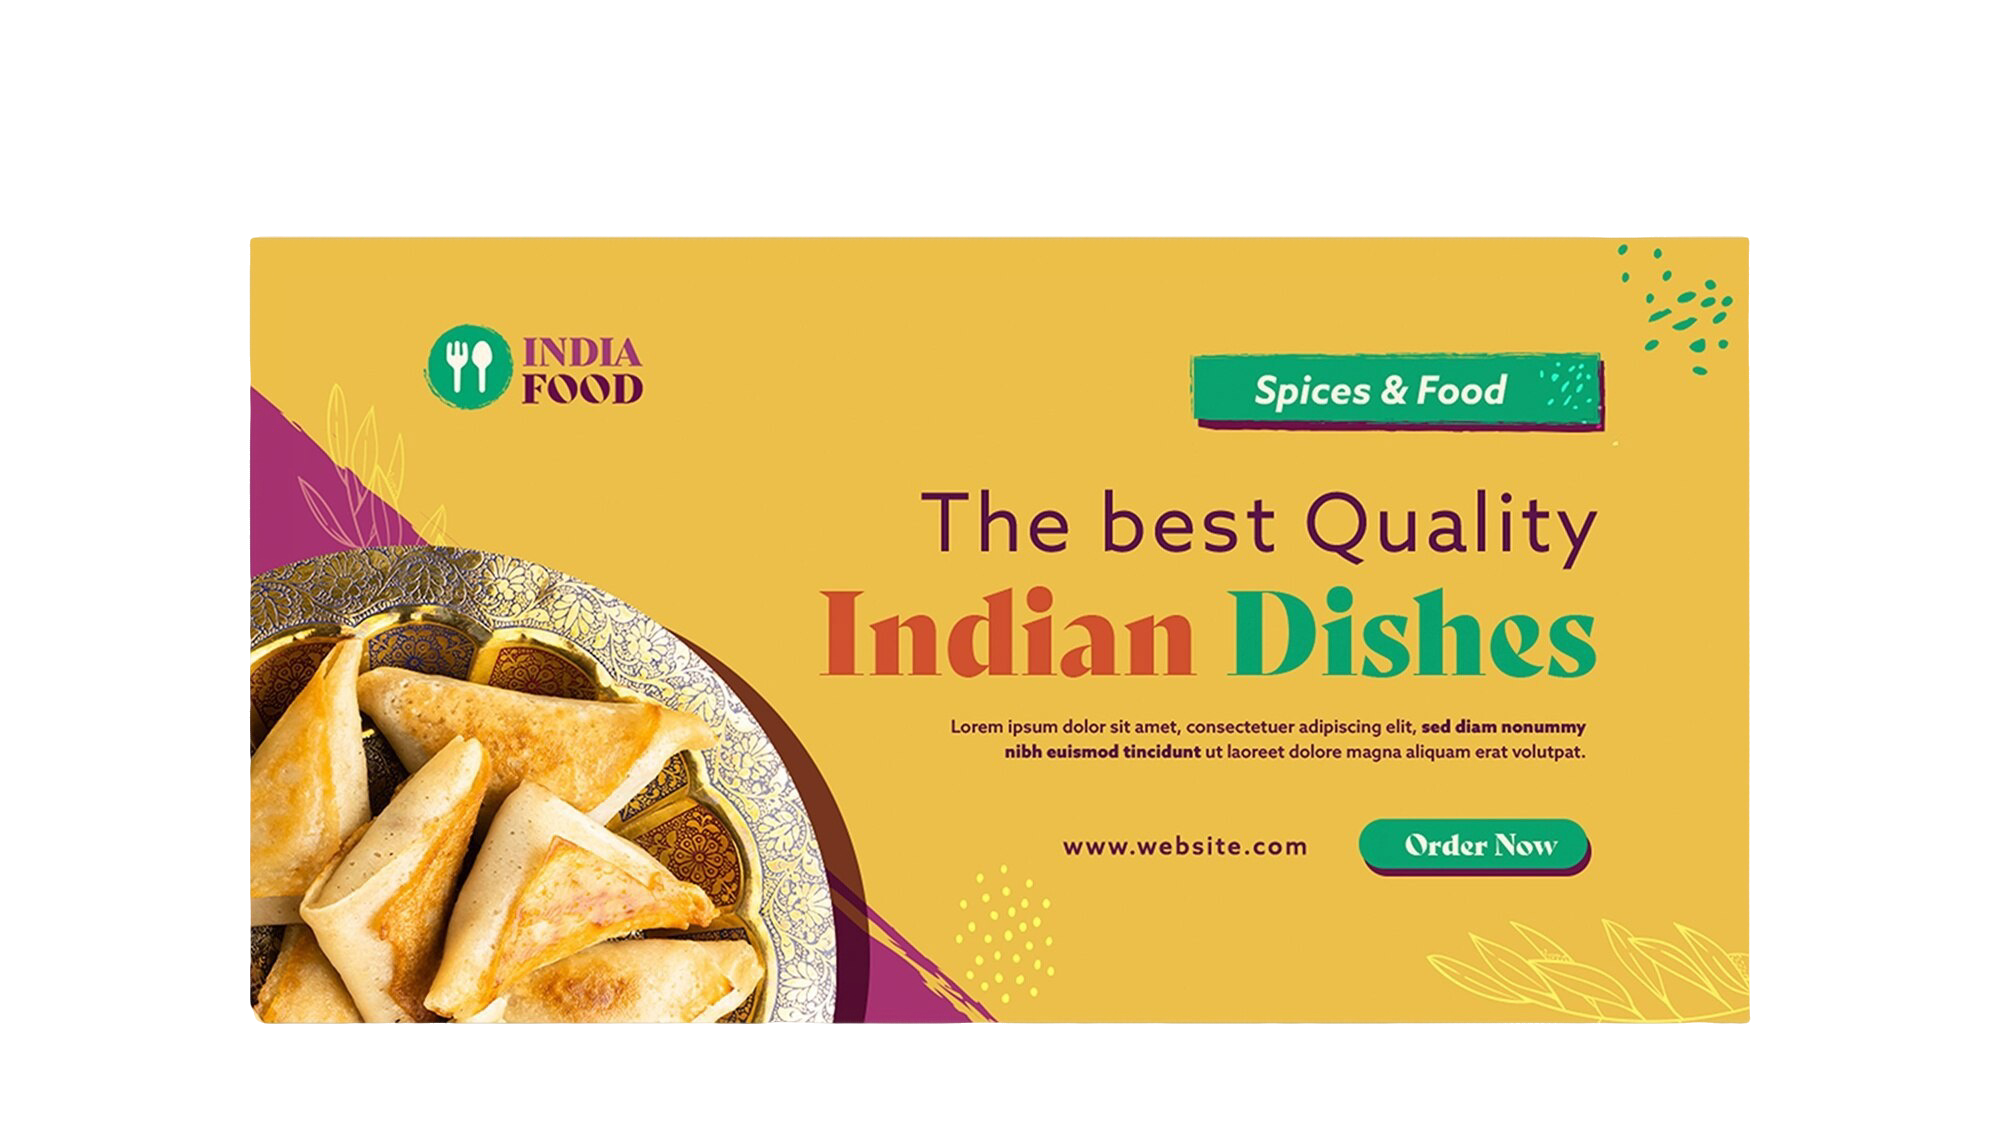 INDIA
FOOD
Spices & Food
The best Quality
Indian Dishes
Lorem ipsum dolor sit amet, consectetuer adipiscing elit, sed diam nonummy
nibh euismod tincidunt ut laoreet dolore magna aliquam erat volutpat.
www.website.com
Order Now